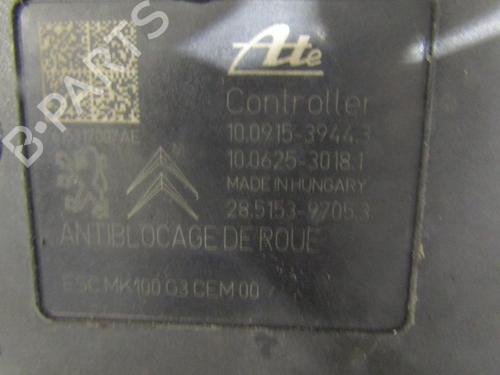 Ate
Controller
10.0915-3944.3
10.0625-3018.1
MADE IN HUNGARY
28.5153-9705.3
ANTIBLOCAGE DE ROUE
ESC MK100 G3 CEM 00
B-PARTS